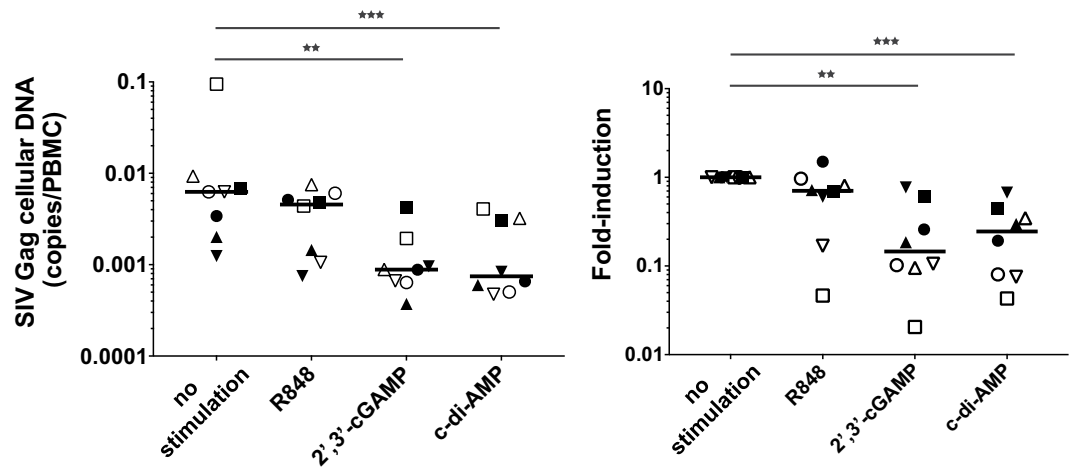 ★★★
★★
SIV Gag cellular DNA
(copies/PBMC)
0.1
0.01
0.001
0.0001
no
stimulation
R848
2’,3’-cGAMP
c-di-AMP
★★★
★★
Fold-induction
10
1
0.1
0.01
no
stimulation
R848
2’,3’-cGAMP
c-di-AMP